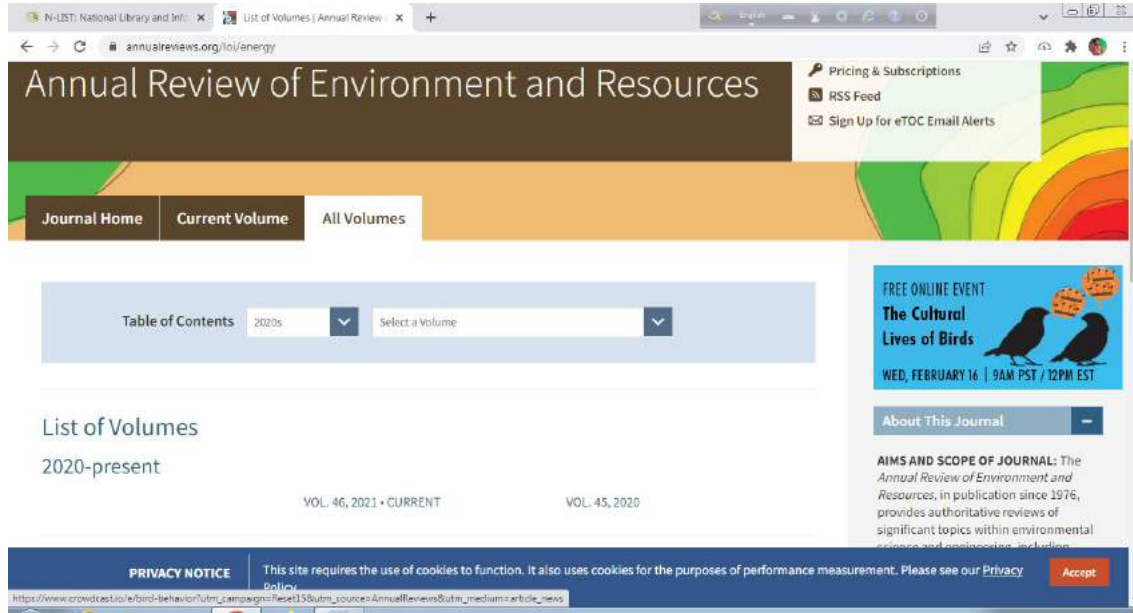 N-LIST: National Library and Inf
List of Volumes | Annual Review
annualreviews.org/loi/energy
Annual Review of Environment and Resources
Pricing & Subscriptions
RSS Feed
Sign Up for eTOC Email Alerts
Journal Home
Current Volume
All Volumes
Table of Contents
2020s
Select a Volume
FREE ONLINE EVENT
The Cultural
Lives of Birds
WED, FEBRUARY 16 | 9AM PST / 12PM EST
List of Volumes
2020-present
VOL. 46, 2021 • CURRENT
VOL. 45, 2020
About This Journal
AIMS AND SCOPE OF JOURNAL: The
Annual Review of Environment and
Resources, in publication since 1976,
provides authoritative reviews of
significant topics within environmental
science and engineering, including
PRIVACY NOTICE
This site requires the use of cookies to function. It also uses cookies for the purposes of performance measurement. Please see our Privacy
Policy
Accept
https://www.crowdcast.io/e/bird-behavior?utm_campaign=Reset15&utm_source=AnnualReviews&utm_medium=article_news